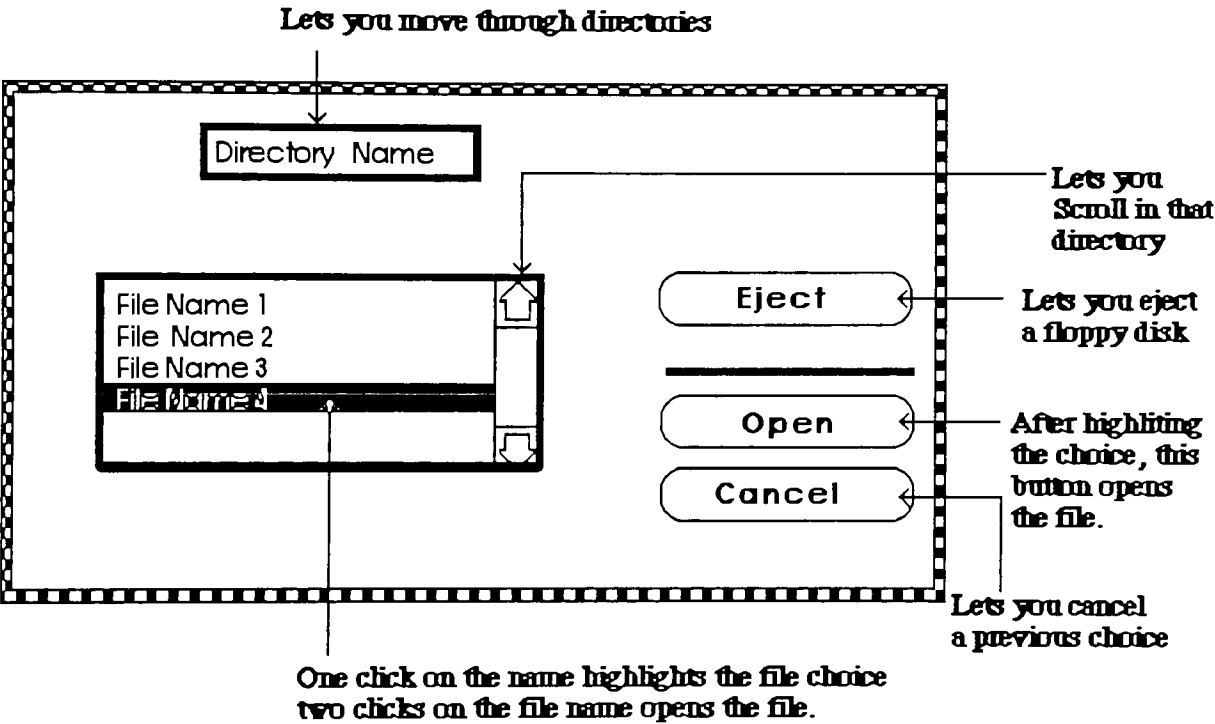 Lets you move through directories
Directory Name
Lets you
Scroll in that
directory
File Name 1
File Name 2
File Name 3
File Name 4
Eject
Lets you eject
a floppy disk
Open
After highliting
the choice, this
button opens
the file.
Cancel
Lets you cancel
a previous choice
One click on the name highlights the file choice
two clicks on the file name opens the file.